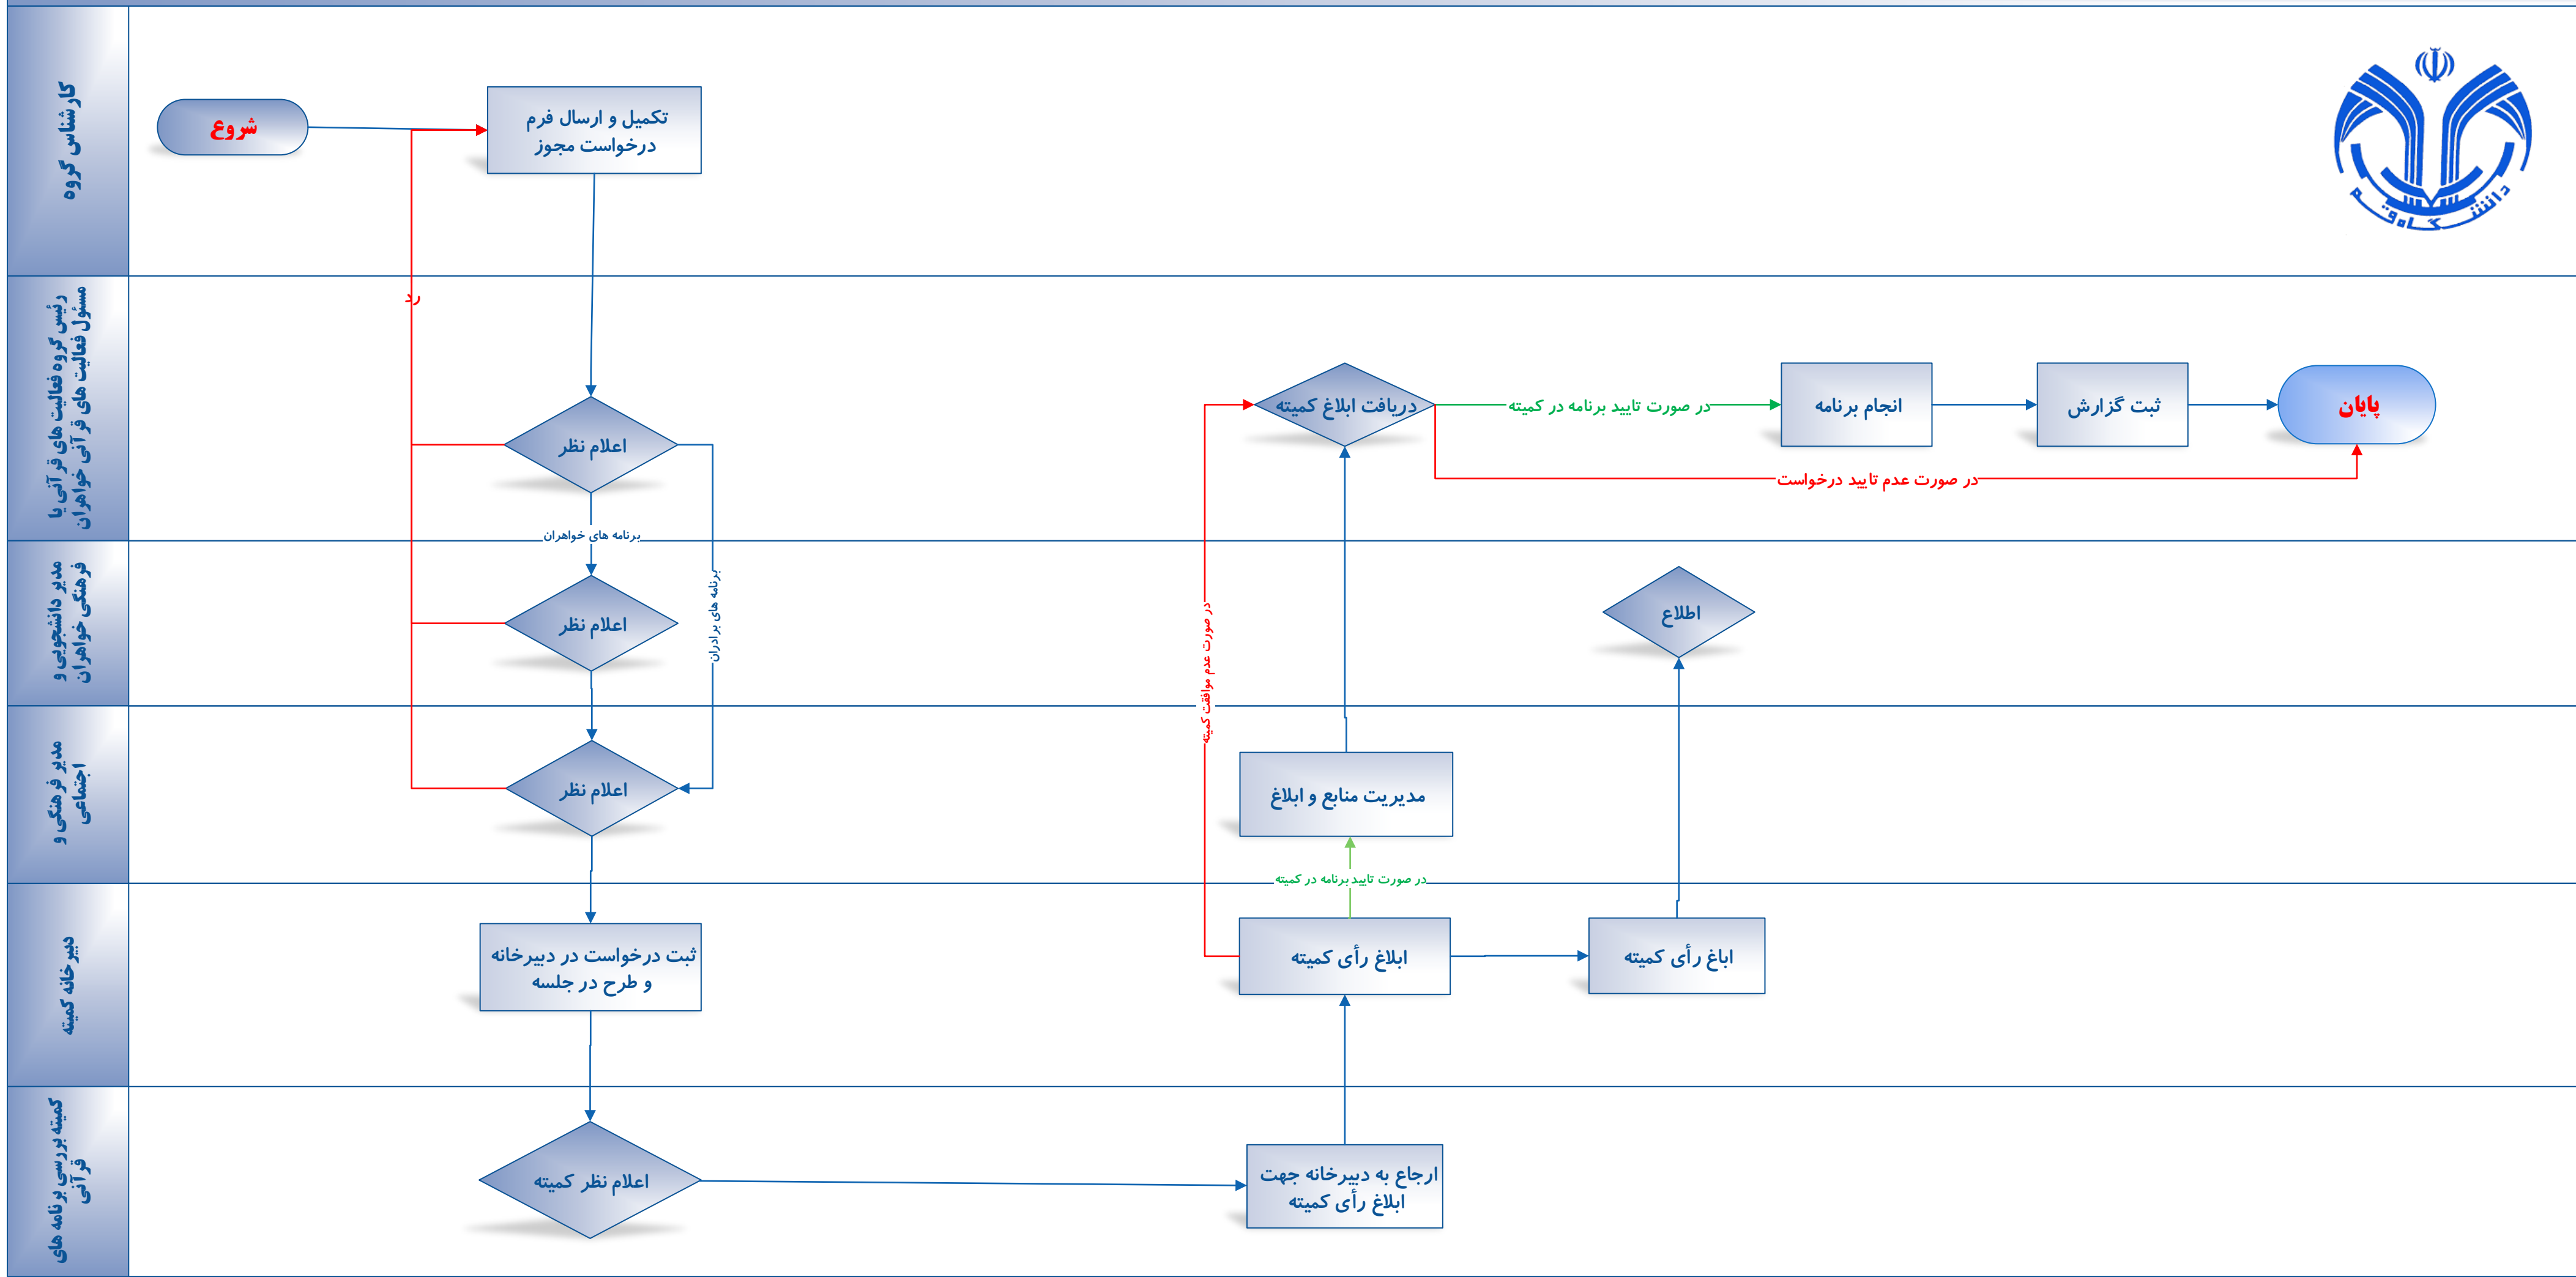 کارشناس گروه
شروع
تکمیل و ارسال فرم
درخواست مجوز
دانشگاه قم
رئیس گروه فعالیت های قرآنی یا
مسئول فعالیت های قرآنی خواهران
رد
اعلام نظر
برنامه های خواهران
برنامه های برادران
دریافت ابلاغ کمیته
در صورت تایید برنامه در کمیته
انجام برنامه
ثبت گزارش
پایان
در صورت عدم تایید درخواست
مدیر دانشجویی و
فرهنگی خواهران
اعلام نظر
در صورت عدم موافقت کمیته
اطلاع
مدیر فرهنگی و
اجتماعی
اعلام نظر
مدیریت منابع و ابلاغ
در صورت تایید برنامه در کمیته
دبیرخانه کمیته
ثبت درخواست در دبیرخانه
و طرح در جلسه
ابلاغ رأی کمیته
اباغ رأی کمیته
کمیته بررسی برنامه های
قرآنی
اعلام نظر کمیته
ارجاع به دبیرخانه جهت
ابلاغ رأی کمیته